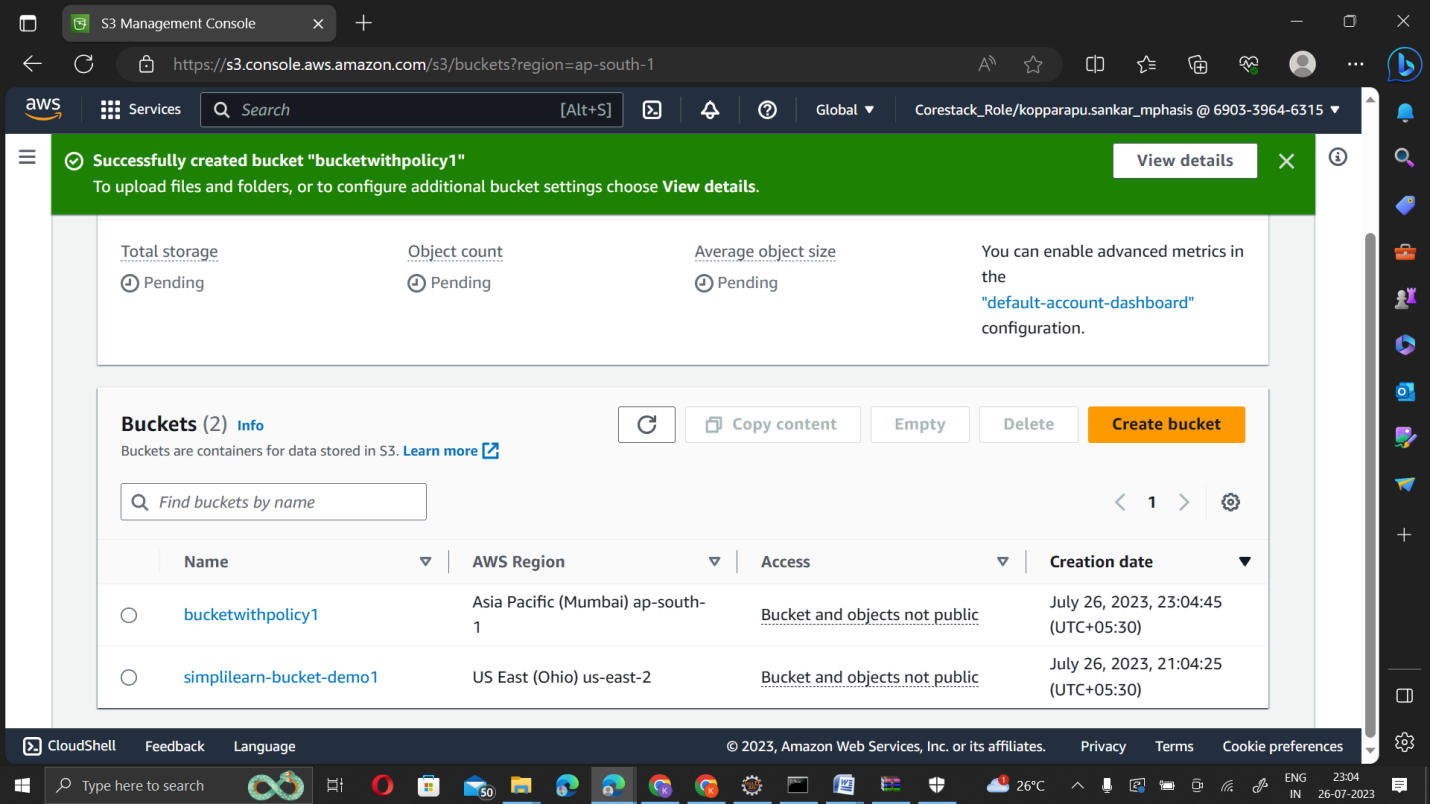 S3 Management Console
https://s3.console.aws.amazon.com/s3/buckets?region=ap-south-1
aws
Services
Search
[Alt+S]
Global
Corestack_Role/kopparapu.sankar_mphasis @ 6903-3964-6315
Successfully created bucket "bucketwithpolicy1"
To upload files and folders, or to configure additional bucket settings choose View details.
View details
Total storage
Pending
Object count
Pending
Average object size
Pending
You can enable advanced metrics in
the
"default-account-dashboard"
configuration.
Buckets (2) Info
Buckets are containers for data stored in S3. Learn more
Copy content
Empty
Delete
Create bucket
Find buckets by name
1
Name
AWS Region
Access
Creation date
bucketwithpolicy1
Asia Pacific (Mumbai) ap-south-
1
Bucket and objects not public
July 26, 2023, 23:04:45
(UTC+05:30)
simplilearn-bucket-demo1
US East (Ohio) us-east-2
Bucket and objects not public
July 26, 2023, 21:04:25
(UTC+05:30)
CloudShell
Feedback
Language
© 2023, Amazon Web Services, Inc. or its affiliates.
Privacy
Terms
Cookie preferences
Type here to search
50
K
K
1
26°C
ENG
IN
23:04
26-07-2023